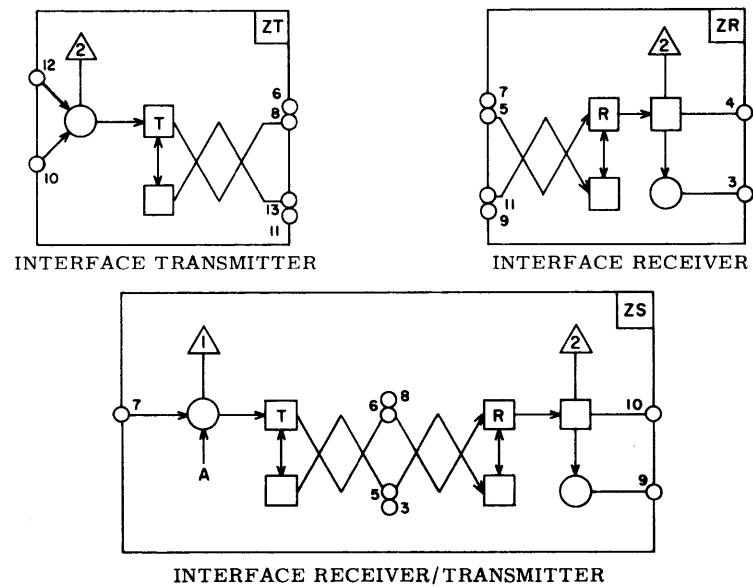 ZT
2
12
10
T
6
8
13
11
INTERFACE TRANSMITTER
ZR
2
7
5
R
4
3
11
9
INTERFACE RECEIVER
ZS
1
2
7
8
6
T
R
10
A
5
3
9
INTERFACE RECEIVER/TRANSMITTER